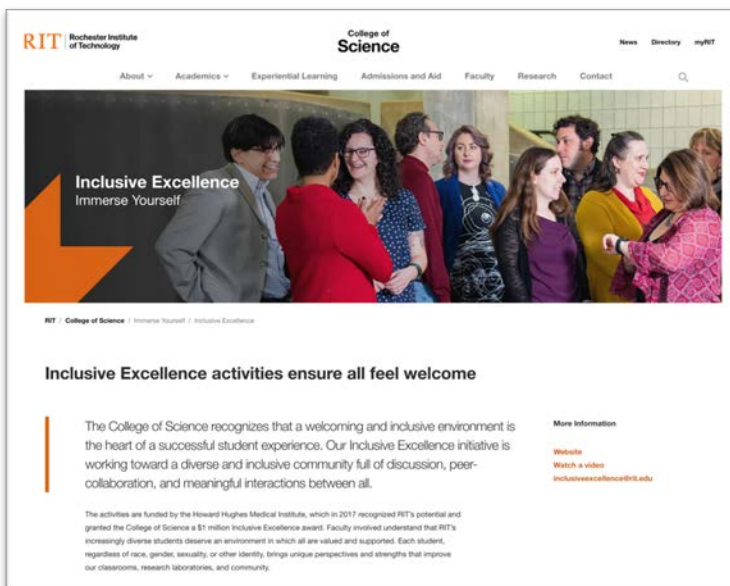 RIT | Rochester Institute
of Technology
College of
Science
News Directory myRIT
About Academics Experiential Learning Admissions and Aid Faculty Research Contact
Inclusive Excellence
Immerse Yourself
RIT / College of Science / Immerse Yourself / Inclusive Excellence
Inclusive Excellence activities ensure all feel welcome
The College of Science recognizes that a welcoming and inclusive environment is
the heart of a successful student experience. Our Inclusive Excellence initiative is
working toward a diverse and inclusive community full of discussion, peer-
collaboration, and meaningful interactions between all.
More Information
Website
Watch a video
inclusiveexcellence@rit.edu
The activities are funded by the Howard Hughes Medical Institute, which in 2017 recognized RIT's potential and
granted the College of Science a $1 million Inclusive Excellence award. Faculty involved understand that RIT's
increasingly diverse students deserve an environment in which all are valued and supported. Each student,
regardless of race, gender, sexuality, or other identity, brings unique perspectives and strengths that improve
our classrooms, research laboratories, and community.